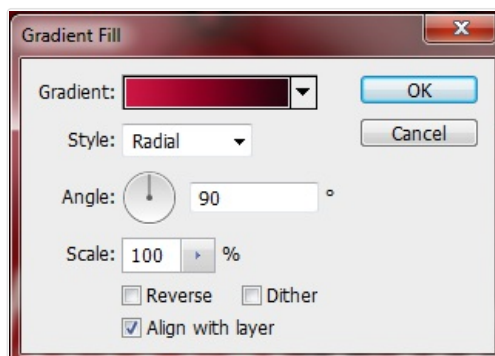 Gradient Fill
Gradient: OK
Style: Radial Cancel
Angle: 90 °
Scale: 100 %
Reverse Dither
Align with layer